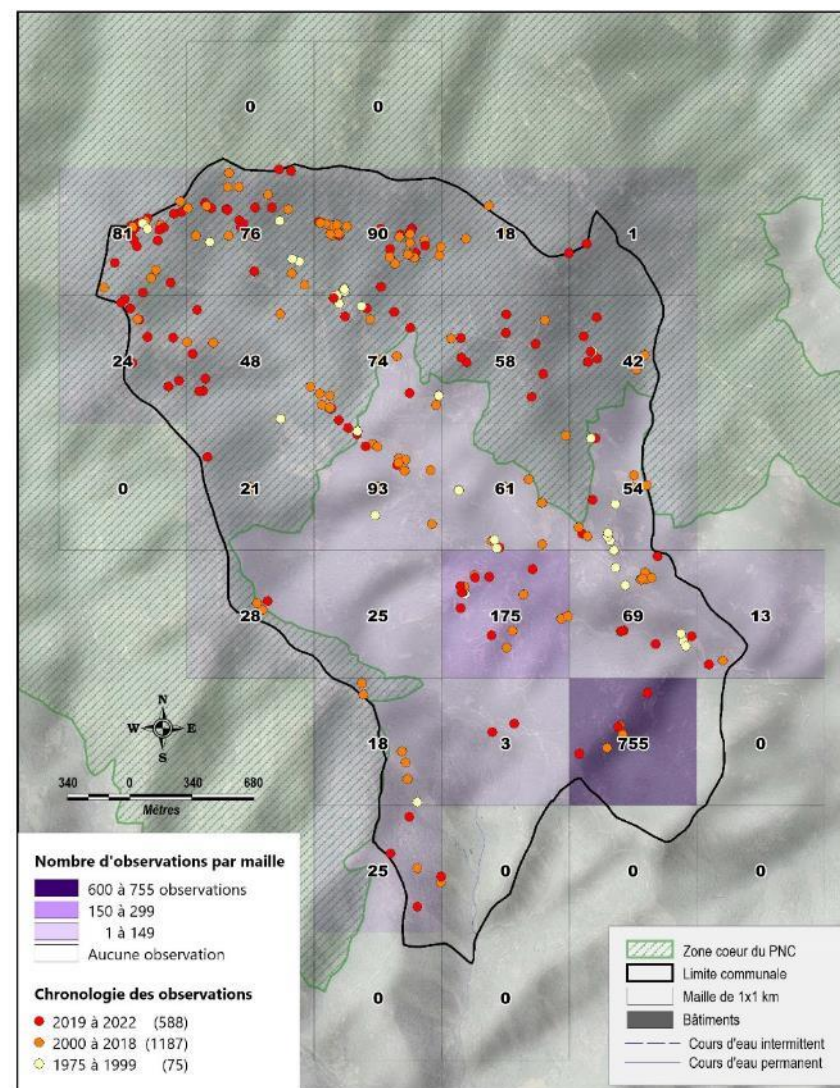 0 0
81 76 90 18 1
24 48 74 58 42
0 21 93 61 54
28 25 175 69 13
N
W E
S
18 3 755 0
340 0 340 680
Mètres
25 0 0 0
0 0
Nombre d'observations par maille
600 à 755 observations
150 à 299
1 à 149
Aucune observation
Chronologie des observations
2019 à 2022 (588)
2000 à 2018 (1187)
1975 à 1999 (75)
Zone coeur du PNC
Limite communale
Maille de 1x1 km
Bâtiments
Cours d'eau intermittent
Cours d'eau permanent